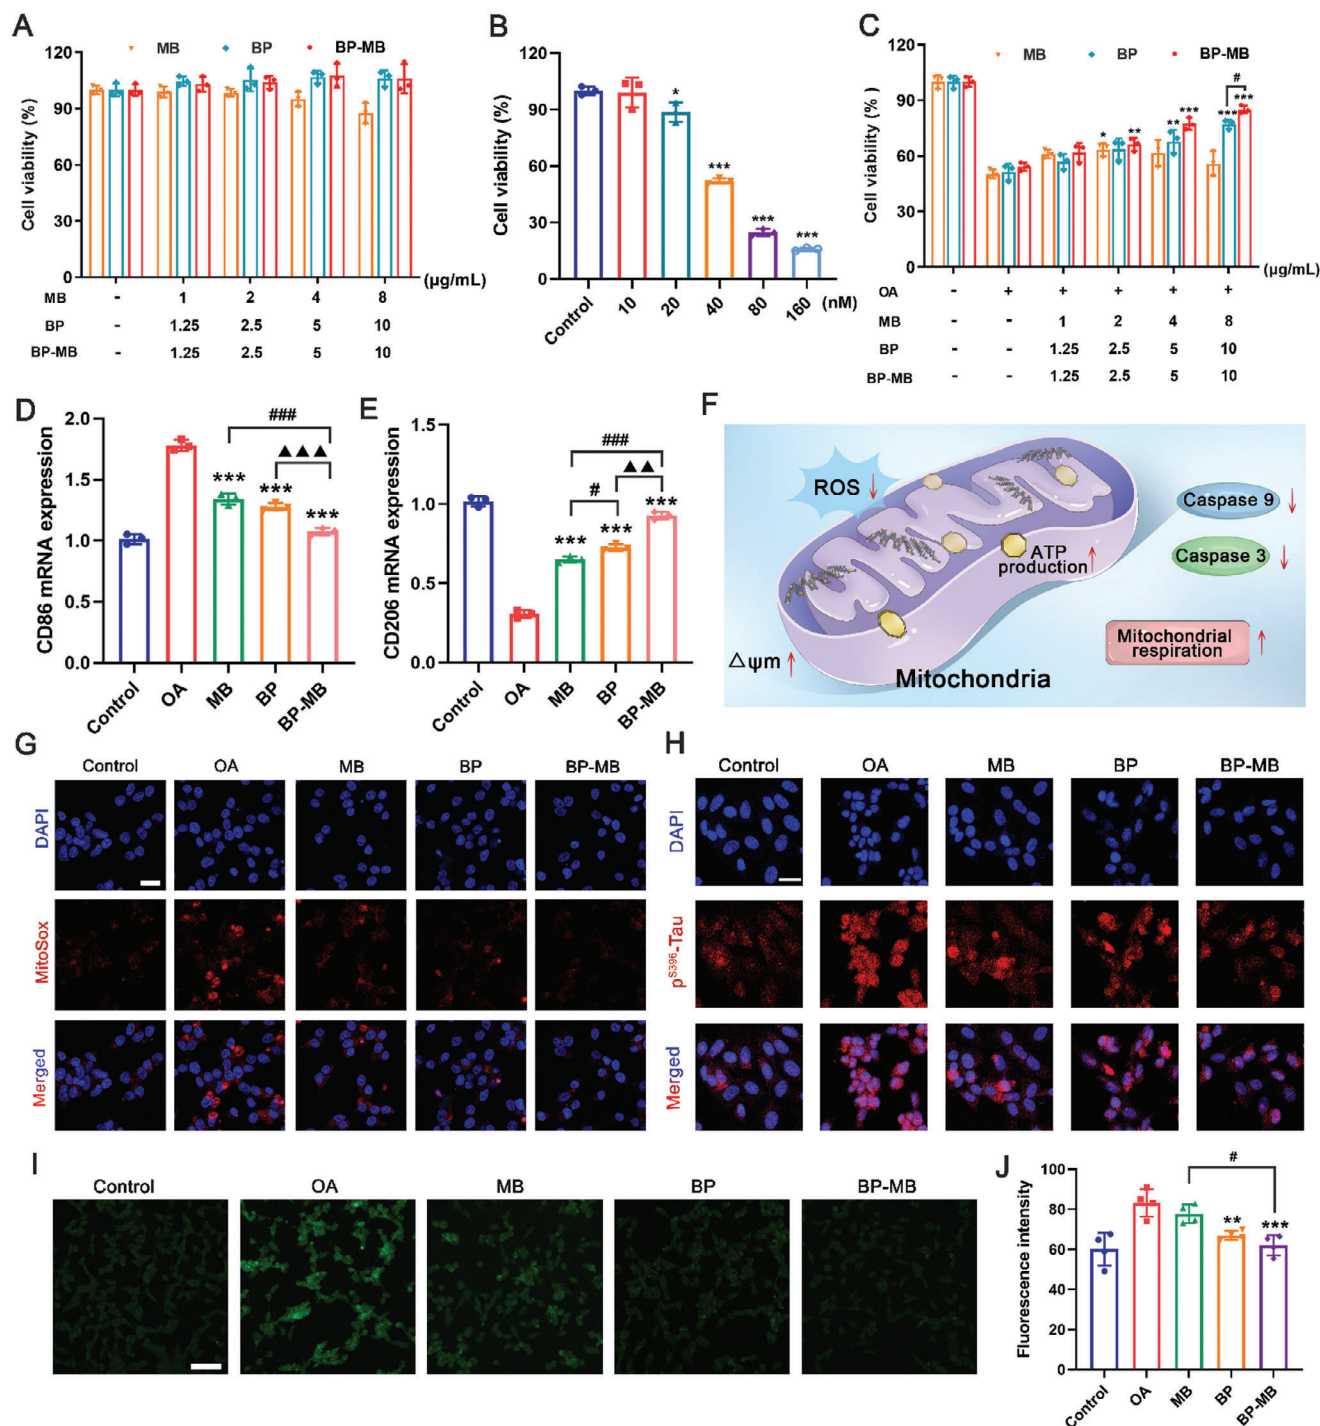 A
MB BP BP-MB
Cell viability (%)
120
90
60
30
0
(μg/mL)
MB - 1 2 4 8
BP - 1.25 2.5 5 10
BP-MB - 1.25 2.5 5 10
B
Cell viability (%)
120
90
60
30
0
*
***
***
***
Control 10 20 40 80 160 (nM)
C
MB BP BP-MB
Cell viability (% )
120
90
60
30
0
* ** ** *** *** # ***
(μg/mL)
OA - + + + + +
MB - - 1 2 4 8
BP - - 1.25 2.5 5 10
BP-MB - - 1.25 2.5 5 10
D
CD86 mRNA expression
2.0
1.5
1.0
0.5
0.0
###
▲▲▲
*** *** ***
Control OA MB BP BP-MB
E
CD206 mRNA expression
1.5
1.0
0.5
0.0
###
▲▲
#
*** *** ***
Control OA MB BP BP-MB
F
ROS ↓
ATP
production ↑
△ψm ↑
Mitochondria
Caspase 9 ↓
Caspase 3 ↓
Mitochondrial
respiration ↑
G
Control OA MB BP BP-MB
DAPI
MitoSox
Merged
H
Control OA MB BP BP-MB
DAPI
pS396-Tau
Merged
I
Control OA MB BP BP-MB
J
Fluorescence intensity
100
80
60
40
20
0
#
** ***
Control OA MB BP BP-MB